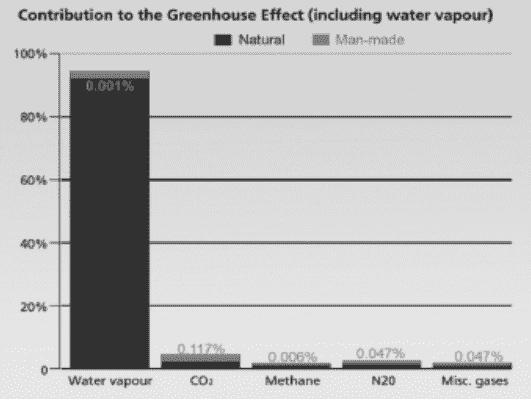 Contribution to the Greenhouse Effect (including water vapour)
Natural Man-made
100%
0.001%
80%
60%
40%
20%
0.117% 0.006% 0.047% 0.047%
0
Water vapour CO₂ Methane N20 Misc. gases